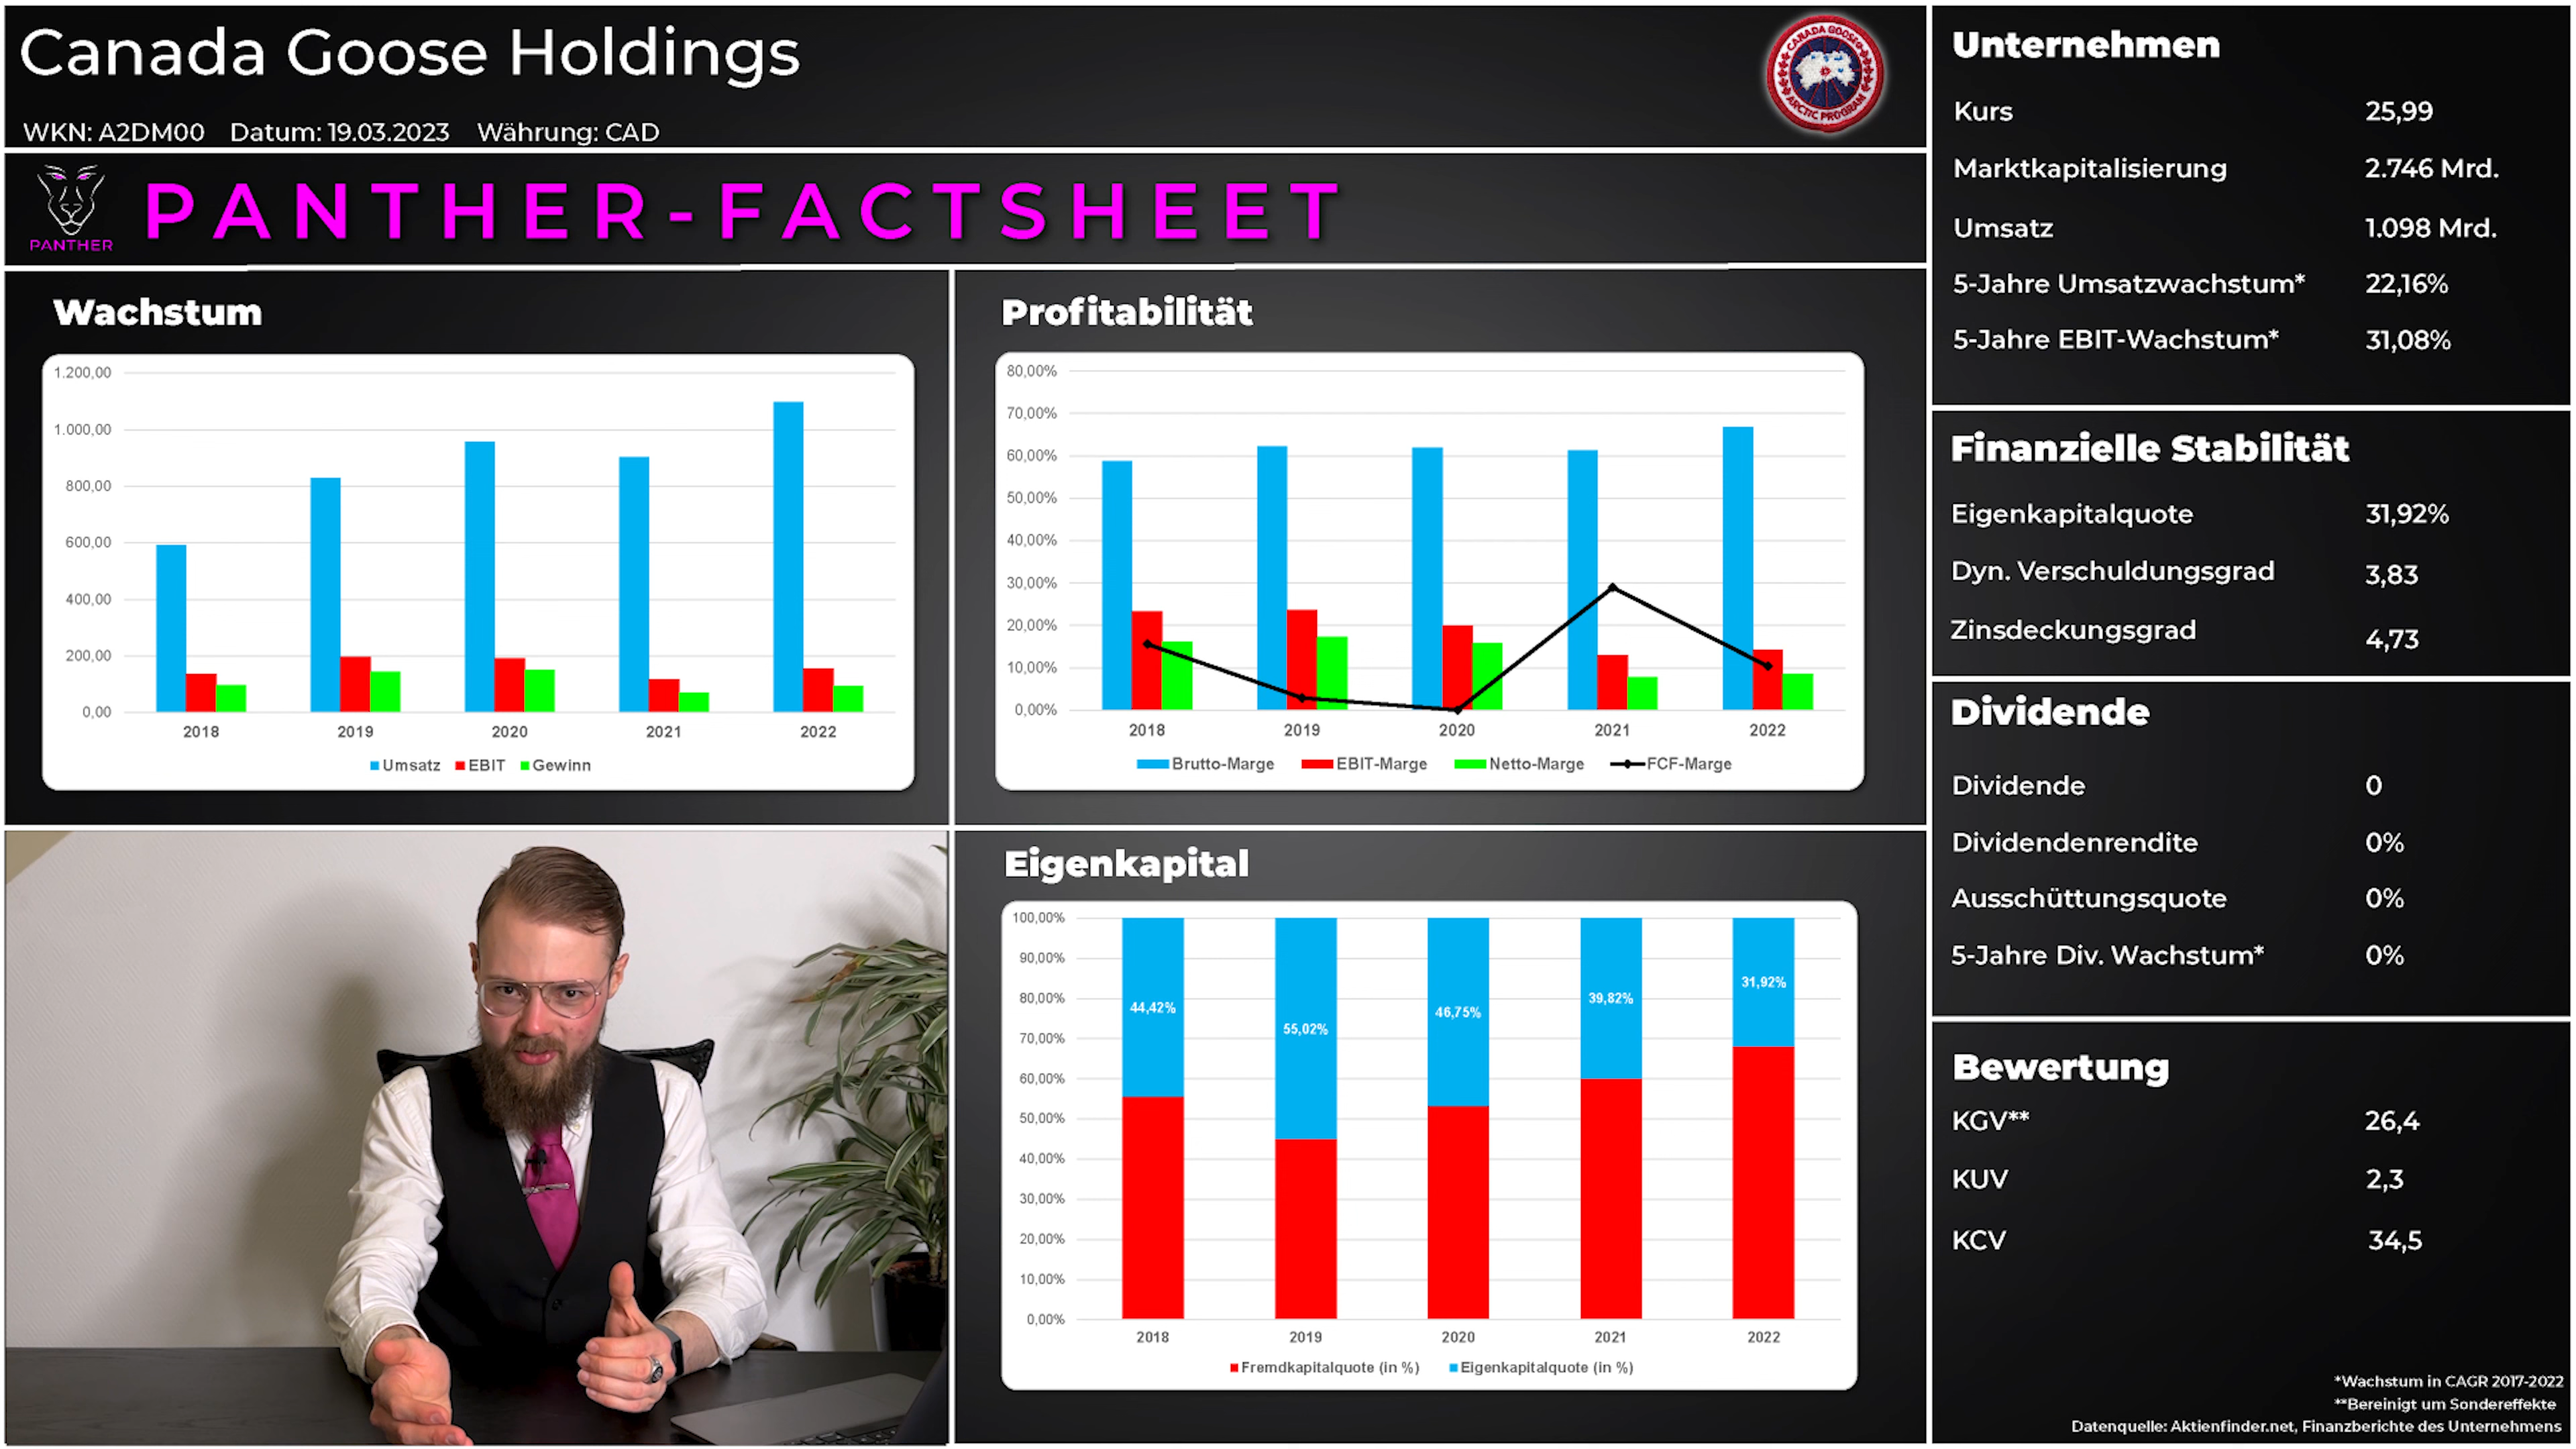 Canada Goose Holdings
WKN: A2DM00 Datum: 19.03.2023 Währung: CAD
CANADA GOOSE
ARCTIC PROGRAM
PANTHER
PANTHER-FACTSHEET
Wachstum
1.200,00
1.000,00
800,00
600,00
400,00
200,00
0,00
2018 2019 2020 2021 2022
Umsatz EBIT Gewinn
Profitabilität
80,00%
70,00%
60,00%
50,00%
40,00%
30,00%
20,00%
10,00%
0,00%
2018 2019 2020 2021 2022
Brutto-Marge EBIT-Marge Netto-Marge FCF-Marge
Eigenkapital
100,00%
90,00%
80,00%
70,00%
60,00%
50,00%
40,00%
30,00%
20,00%
10,00%
0,00%
44,42% 55,02% 46,75% 39,82% 31,92%
2018 2019 2020 2021 2022
Fremdkapitalquote (in %) Eigenkapitalquote (in %)
Unternehmen
Kurs 25,99
Marktkapitalisierung 2.746 Mrd.
Umsatz 1.098 Mrd.
5-Jahre Umsatzwachstum* 22,16%
5-Jahre EBIT-Wachstum* 31,08%
Finanzielle Stabilität
Eigenkapitalquote 31,92%
Dyn. Verschuldungsgrad 3,83
Zinsdeckungsgrad 4,73
Dividende
Dividende 0
Dividendenrendite 0%
Ausschüttungsquote 0%
5-Jahre Div. Wachstum* 0%
Bewertung
KGV** 26,4
KUV 2,3
KCV 34,5
*Wachstum in CAGR 2017-2022
**Bereinigt um Sondereffekte
Datenquelle: Aktienfinder.net, Finanzberichte des Unternehmens